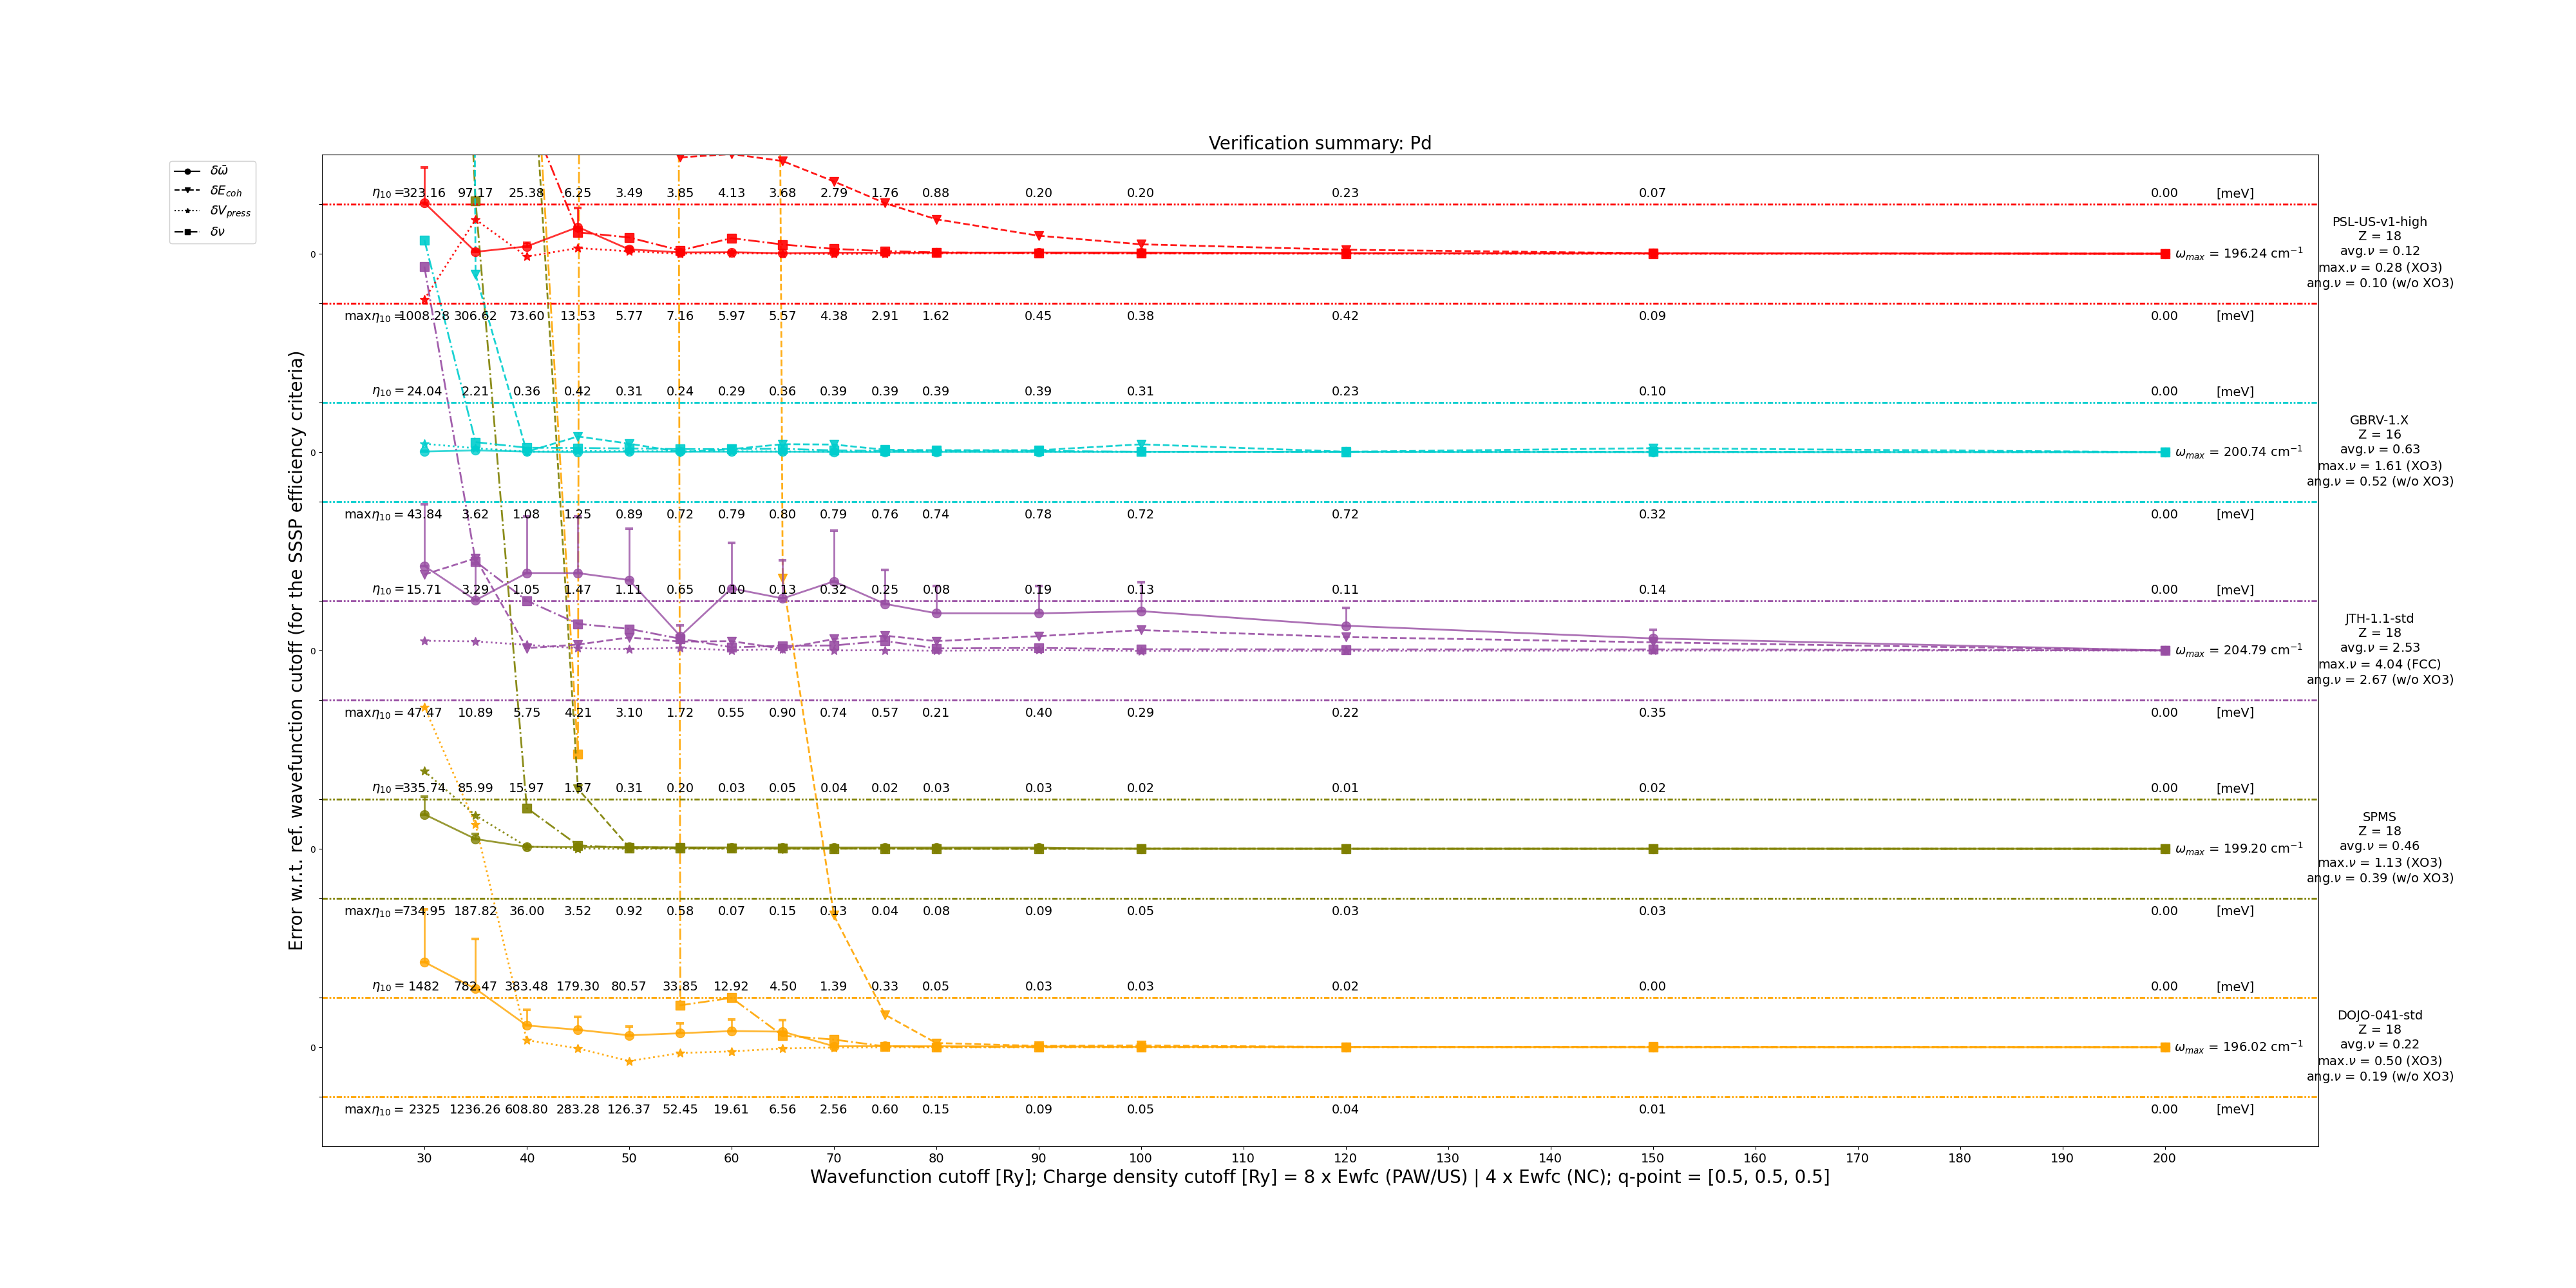 Verification summary: Pd
δω̄
δE_coh
δV_press
δν
Error w.r.t. ref. wavefunction cutoff (for the SSSP efficiency criteria)
η₁₀ = 323.16 97.17 25.38 6.25 3.49 3.85 4.13 3.68 2.79 1.76 0.88 0.20 0.20 0.23 0.07 0.00 [meV]
0
ω_max = 196.24 cm⁻¹
PSL-US-v1-high
Z = 18
avg.ν = 0.12
max.ν = 0.28 (XO3)
ang.ν = 0.10 (w/o XO3)
maxη₁₀ = 1008.28 306.62 73.60 13.53 5.77 7.16 5.97 5.57 4.38 2.91 1.62 0.45 0.38 0.42 0.09 0.00 [meV]
η₁₀ = 24.04 2.21 0.36 0.42 0.31 0.24 0.29 0.36 0.39 0.39 0.39 0.39 0.31 0.23 0.10 0.00 [meV]
0
ω_max = 200.74 cm⁻¹
GBRV-1.X
Z = 16
avg.ν = 0.63
max.ν = 1.61 (XO3)
ang.ν = 0.52 (w/o XO3)
maxη₁₀ = 43.84 3.62 1.08 1.25 0.89 0.72 0.79 0.80 0.79 0.76 0.74 0.78 0.72 0.72 0.32 0.00 [meV]
η₁₀ = 15.71 3.29 1.05 1.47 1.11 0.65 0.10 0.13 0.32 0.25 0.08 0.19 0.13 0.11 0.14 0.00 [meV]
0
ω_max = 204.79 cm⁻¹
JTH-1.1-std
Z = 18
avg.ν = 2.53
max.ν = 4.04 (FCC)
ang.ν = 2.67 (w/o XO3)
maxη₁₀ = 47.47 10.89 5.75 4.21 3.10 1.72 0.55 0.90 0.74 0.57 0.21 0.40 0.29 0.22 0.35 0.00 [meV]
η₁₀ = 335.74 85.99 15.97 1.57 0.31 0.20 0.03 0.05 0.04 0.02 0.03 0.03 0.02 0.01 0.02 0.00 [meV]
0
ω_max = 199.20 cm⁻¹
SPMS
Z = 18
avg.ν = 0.46
max.ν = 1.13 (XO3)
ang.ν = 0.39 (w/o XO3)
maxη₁₀ = 734.95 187.82 36.00 3.52 0.92 0.58 0.07 0.15 0.13 0.04 0.08 0.09 0.05 0.03 0.03 0.00 [meV]
η₁₀ = 1482 782.47 383.48 179.30 80.57 33.85 12.92 4.50 1.39 0.33 0.05 0.03 0.03 0.02 0.00 0.00 [meV]
0
ω_max = 196.02 cm⁻¹
DOJO-041-std
Z = 18
avg.ν = 0.22
max.ν = 0.50 (XO3)
ang.ν = 0.19 (w/o XO3)
maxη₁₀ = 2325 1236.26 608.80 283.28 126.37 52.45 19.61 6.56 2.56 0.60 0.15 0.09 0.05 0.04 0.01 0.00 [meV]
30 40 50 60 70 80 90 100 110 120 130 140 150 160 170 180 190 200
Wavefunction cutoff [Ry]; Charge density cutoff [Ry] = 8 x Ewfc (PAW/US) | 4 x Ewfc (NC); q-point = [0.5, 0.5, 0.5]